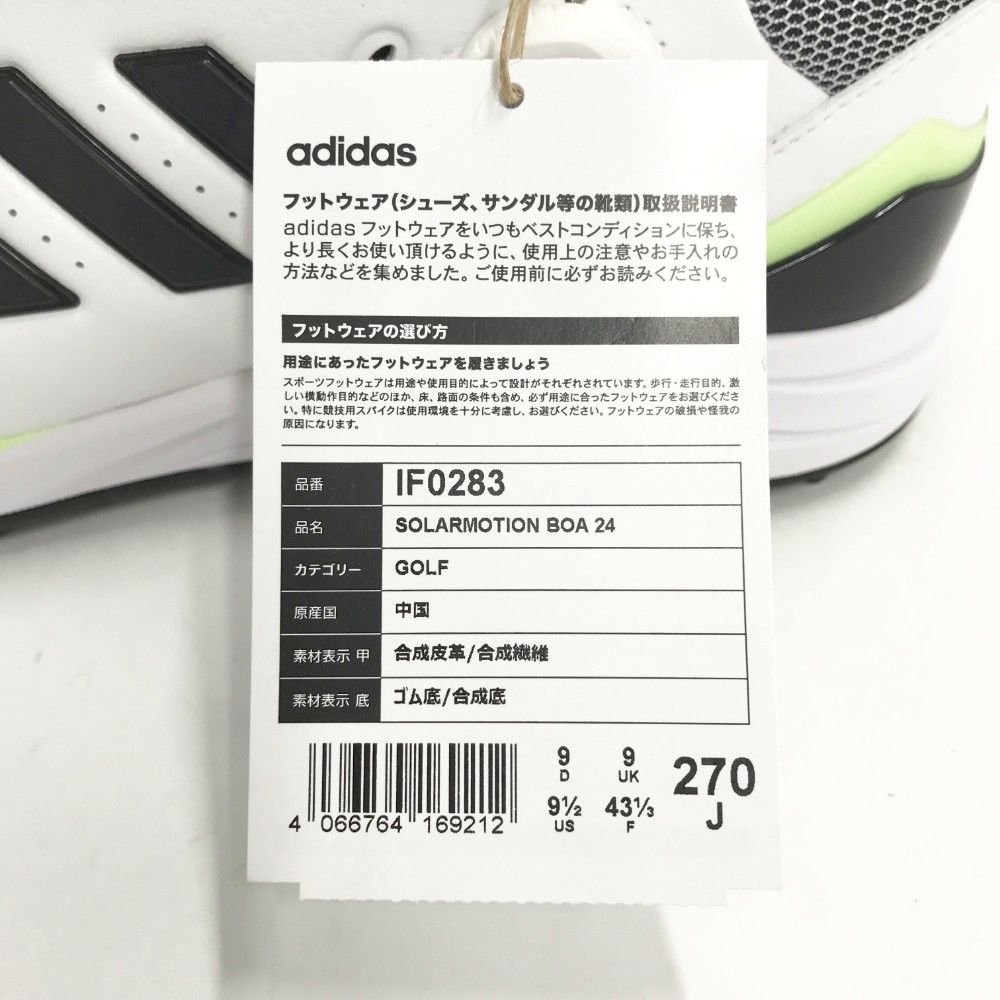 adidas
フットウェア(シューズ、サンダル等の靴類)取扱説明書
adidas フットウェアをいつもベストコンディションに保ち、
より長くお使い頂けるように、使用上の注意やお手入れの
方法などを集めました。ご使用前に必ずお読みください。
フットウェアの選び方
用途にあったフットウェアを履きましょう
スポーツフットウェアは用途や使用目的によって設計がそれぞれされています。歩行・走行目的、激
しい横動作目的などのほか、床、路面の条件も含め、必ず用途に合ったフットウェアをお選びくださ
い。特に競技用スパイクは使用環境を十分に考慮し、お選びください。フットウェアの破損や怪我の
原因になります。
品番 IF0283
品名 SOLARMOTION BOA 24
カテゴリー GOLF
原産国 中国
素材表示 甲 合成皮革/合成繊維
素材表示 底 ゴム底/合成底
9 9 270
D UK J
9½ 43⅓
US F
4 066764 169212